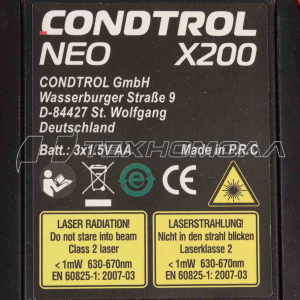 CONDTROL
NEO X200
CONDTROL GmbH
Wasserburger Straße 9
D-84427 St. Wolfgang
Deutschland
Batt.: 3x1,5V AA Made in P.R.C
ТЕХНОМОЛЛ
CE
LASER RADIATION!
Do not stare into beam
Class 2 laser
< 1mW 630-670nm
EN 60825-1: 2007-03
LASERSTRAHLUNG!
Nicht in den strahl blicken
Laserklasse 2
< 1mW 630-670nm
EN 60825-1: 2007-03